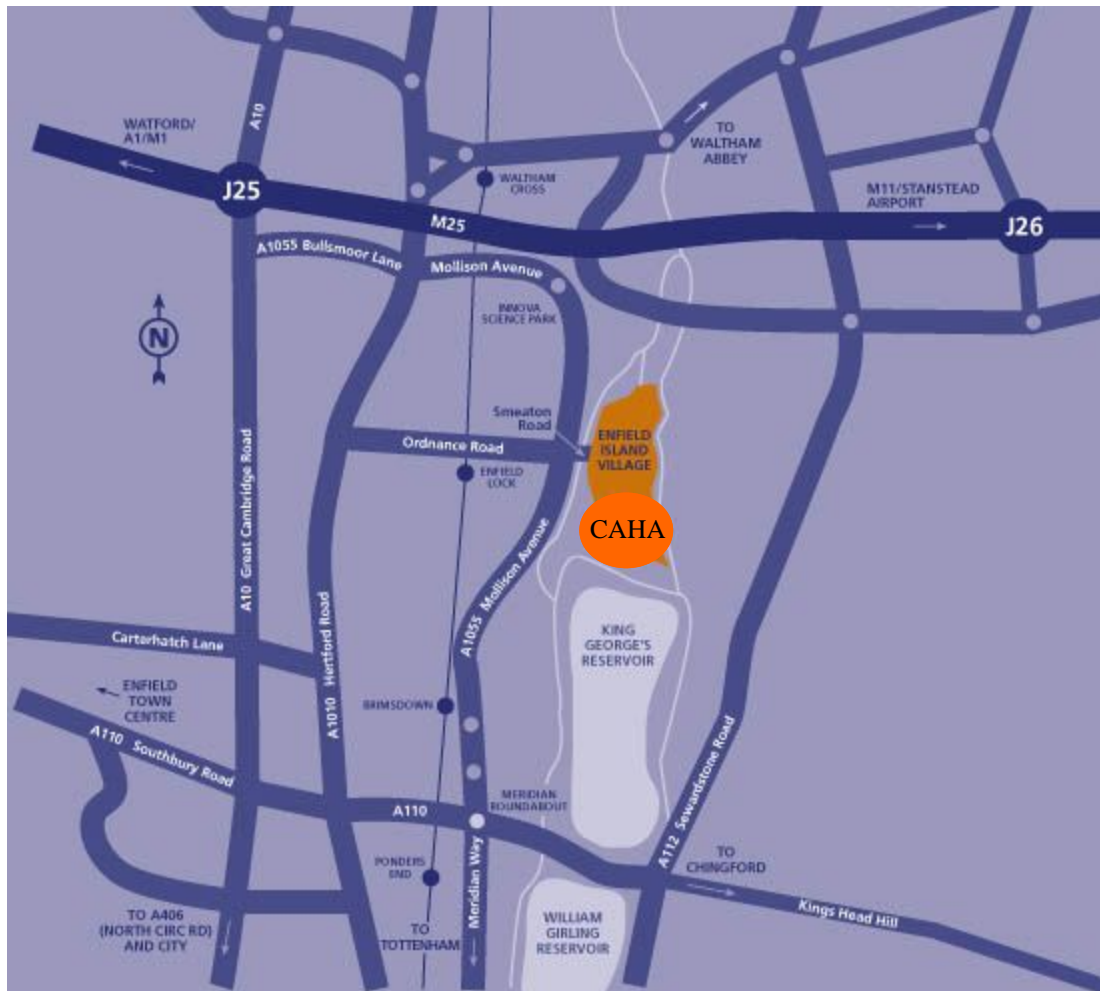 A10
WATFORD/
A1/M1
TO
WALTHAM
ABBEY
J25
WALTHAM
CROSS
M11/STANSTEAD
AIRPORT
M25
J26
A1055 Bullsmoor Lane
Mollison Avenue
INNOVA
SCIENCE PARK
N
Smeaton
Road
Ordnance Road
ENFIELD
ISLAND
VILLAGE
ENFIELD
LOCK
CAHA
A10 Great Cambridge Road
A1055 Mollison Avenue
A1010 Hertford Road
Carterhatch Lane
KING
GEORGE'S
RESERVOIR
ENFIELD
TOWN
CENTRE
BRIMSDOWN
A110 Southbury Road
A112 Sewardstone Road
A110
MERIDIAN
ROUNDABOUT
PONDERS
END
Meridian Way
TO
CHINGFORD
Kings Head Hill
TO A406
(NORTH CIRC RD)
AND CITY
TO
TOTTENHAM
WILLIAM
GIRLING
RESERVOIR